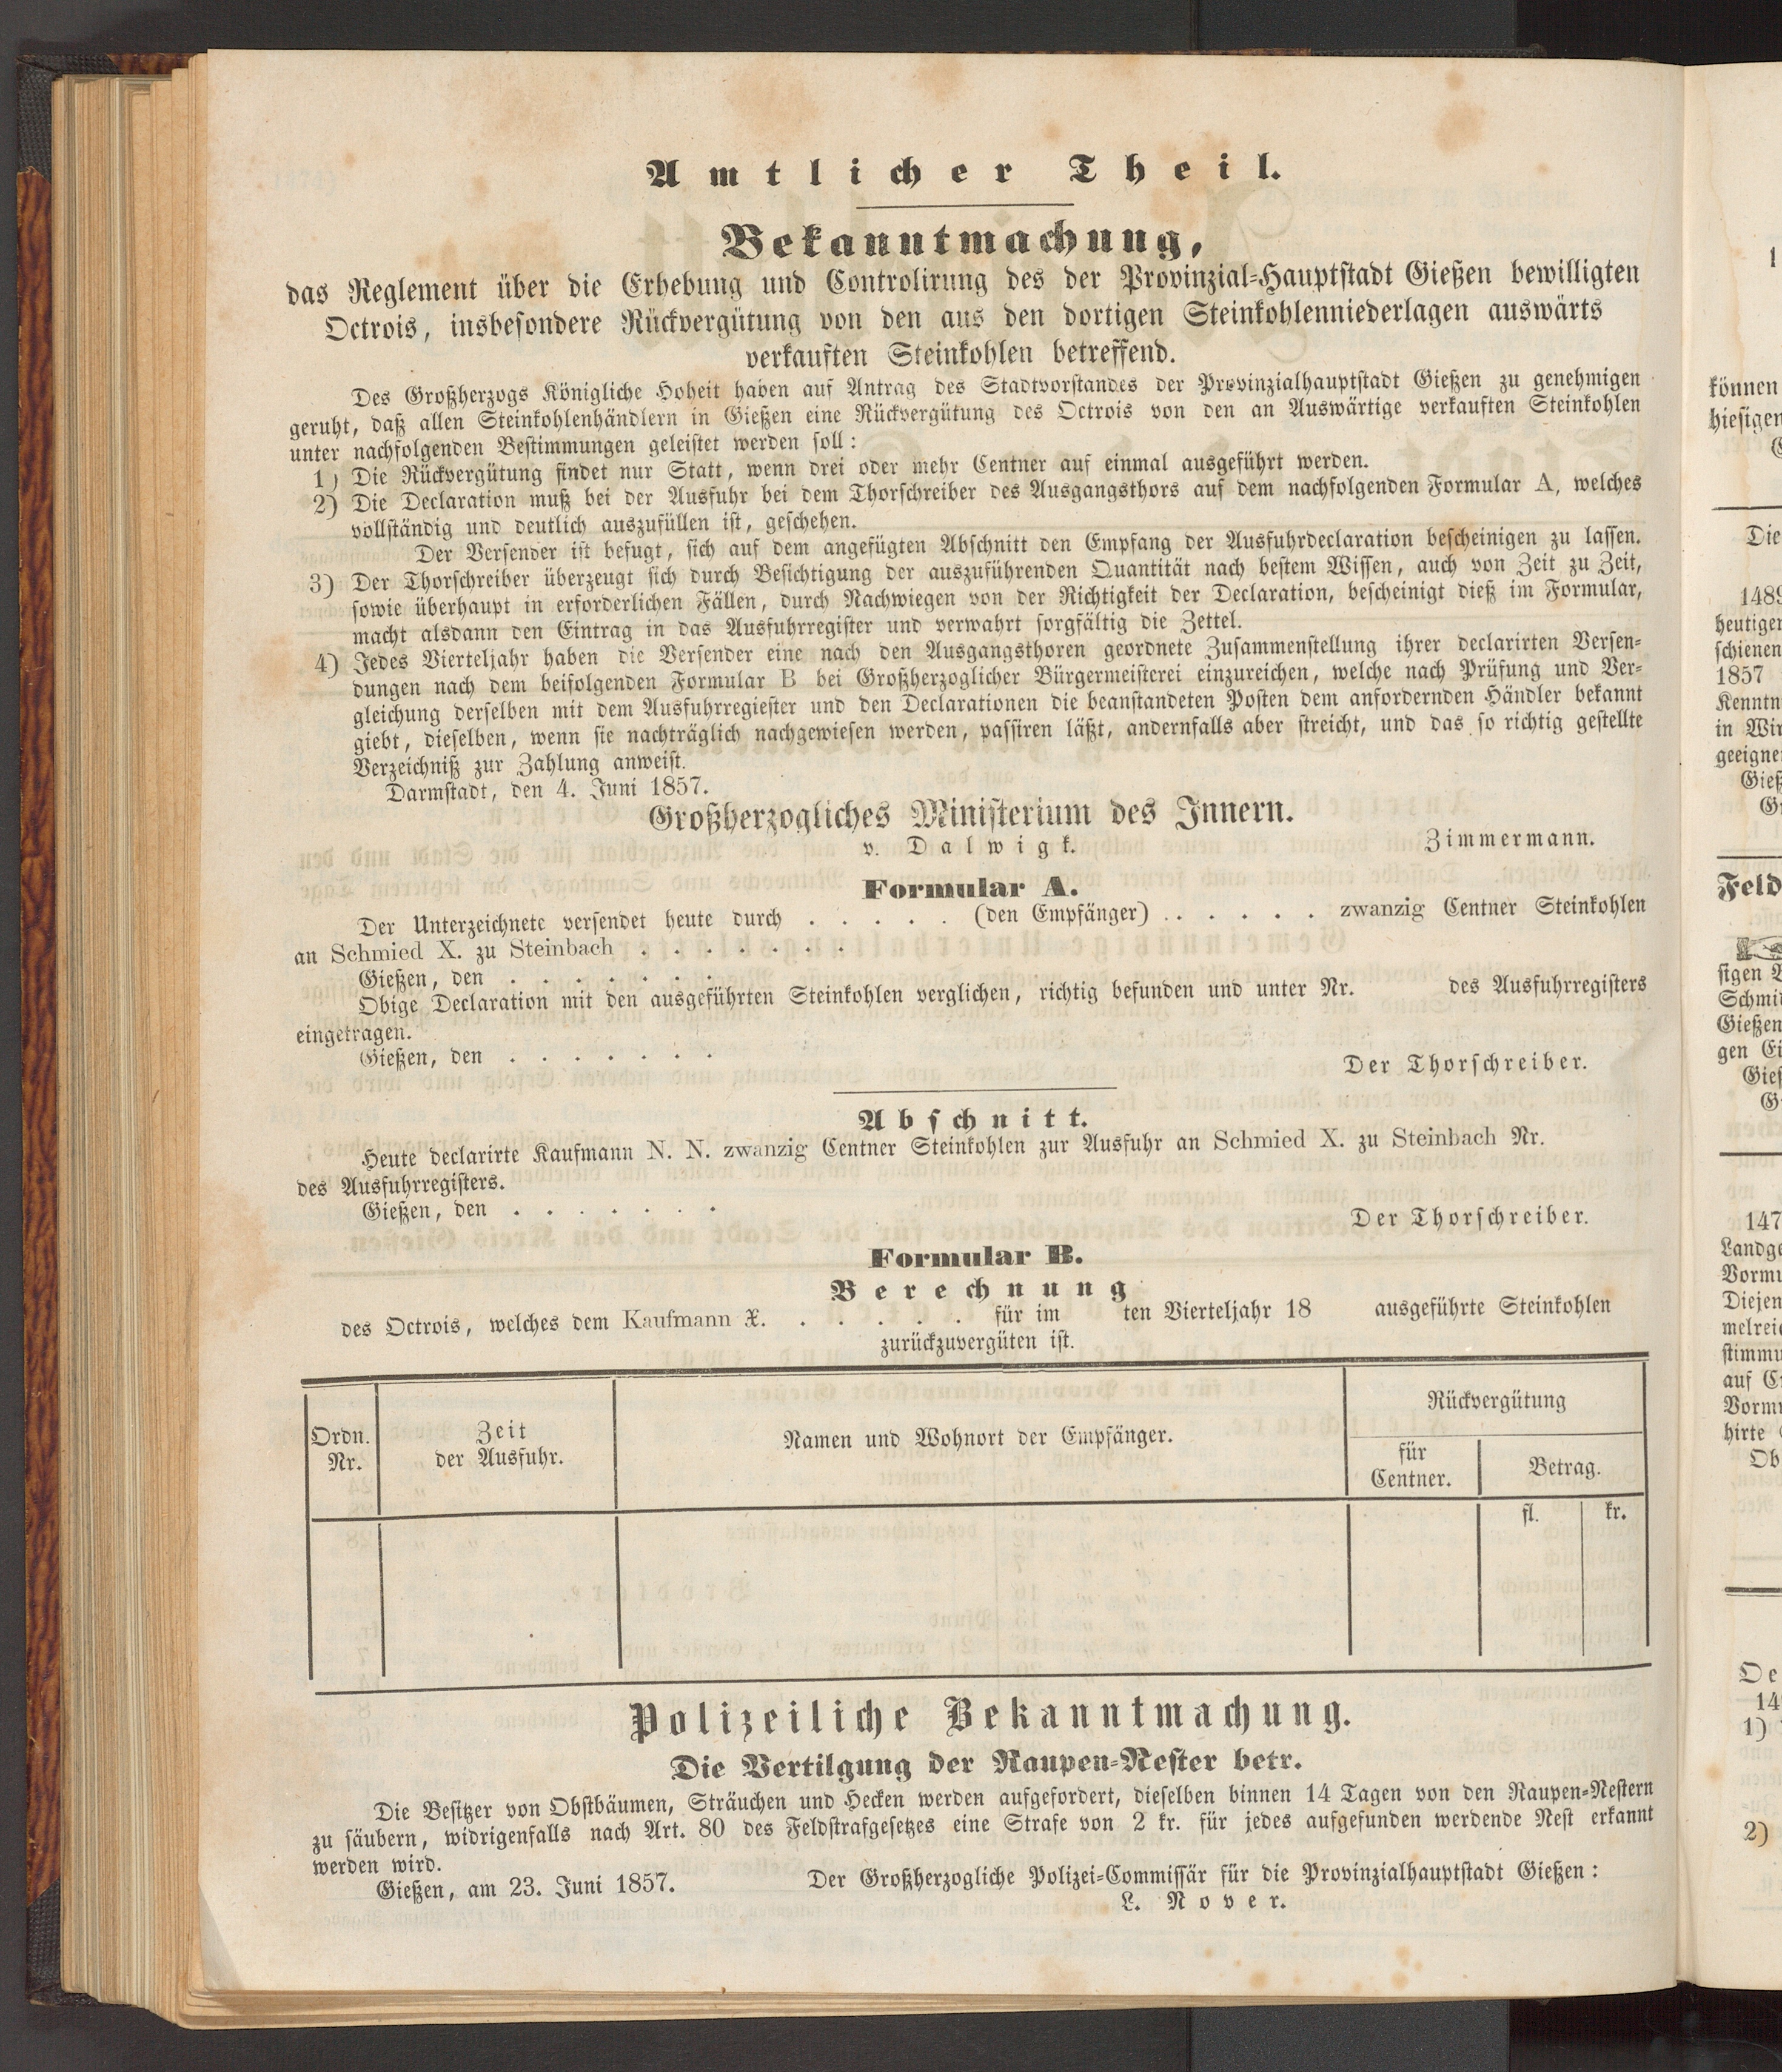 Amtlicher Theil.
Bekanntmachung,
das Reglement über die Erhebung und Controlirung des der Provinzial-Hauptstadt Gießen bewilligten
Octrois, insbesondere Rückvergütung von den aus den dortigen Steinkohlenniederlagen auswärts
verkauften Steinkohlen betreffend.
Des Großherzogs Königliche Hoheit haben auf Antrag des Stadtvorstandes der Provinzialhauptstadt Gießen zu genehmigen
geruht, daß allen Steinkohlenhändlern in Gießen eine Rückvergütung des Octrois von den an Auswärtige verkauften Steinkohlen
unter nachfolgenden Bestimmungen geleistet werden soll:
1) Die Rückvergütung findet nur Statt, wenn drei oder mehr Centner auf einmal ausgeführt werden.
2) Die Declaration muß bei der Ausfuhr bei dem Thorschreiber des Ausgangsthors auf dem nachfolgenden Formular A, welches
vollständig und deutlich auszufüllen ist, geschehen.
Der Versender ist befugt, sich auf dem angefügten Abschnitt den Empfang der Ausfuhrdeclaration bescheinigen zu lassen.
3) Der Thorschreiber überzeugt sich durch Besichtigung der auszuführenden Quantität nach bestem Wissen, auch von Zeit zu Zeit,
sowie überhaupt in erforderlichen Fällen, durch Nachwiegen von der Richtigkeit der Declaration, bescheinigt dieß im Formular,
macht alsdann den Eintrag in das Ausfuhrregister und verwahrt sorgfältig die Zettel.
4) Jedes Vierteljahr haben die Versender eine nach den Ausgangsthoren geordnete Zusammenstellung ihrer declarirten Versen-
dungen nach dem beifolgenden Formular B bei Großherzoglicher Bürgermeisterei einzureichen, welche nach Prüfung und Ver-
gleichung derselben mit dem Ausfuhrregiester und den Declarationen die beanstandeten Posten dem anfordernden Händler bekannt
giebt, dieselben, wenn sie nachträglich nachgewiesen werden, passiren läßt, andernfalls aber streicht, und das so richtig gestellte
Verzeichniß zur Zahlung anweist.
Darmstadt, den 4. Juni 1857.
Großherzogliches Ministerium des Innern.
v. Dalwigk. Zimmermann.
Formular A.
Der Unterzeichnete versendet heute durch . . . . . (den Empfänger) . . . . . . zwanzig Centner Steinkohlen
an Schmied X. zu Steinbach . . . . . . .
Gießen, den . . . . . . .
Obige Declaration mit den ausgeführten Steinkohlen verglichen, richtig befunden und unter Nr. des Ausfuhrregisters
eingetragen.
Gießen, den . . . . . . .
Der Thorschreiber.
Abschnitt.
Heute declarirte Kaufmann N. N. zwanzig Centner Steinkohlen zur Ausfuhr an Schmied X. zu Steinbach Nr.
des Ausfuhrregisters.
Gießen, den . . . . . . .
Der Thorschreiber.
Formular B.
Berechnung
des Octrois, welches dem Kaufmann X. . . . . . für im ten Vierteljahr 18 ausgeführte Steinkohlen
zurückzuvergüten ist.
Ordn.
Nr.
Zeit
der Ausfuhr.
Namen und Wohnort der Empfänger.
Rückvergütung
für
Centner.
Betrag.
fl. kr.
Polizeiliche Bekanntmachung.
Die Vertilgung der Raupen-Nester betr.
Die Besitzer von Obstbäumen, Sträuchen und Hecken werden aufgefordert, dieselben binnen 14 Tagen von den Raupen-Nestern
zu säubern, widrigenfalls nach Art. 80 des Feldstrafgesetzes eine Strafe von 2 kr. für jedes aufgefunden werdende Nest erkannt
werden wird.
Gießen, am 23. Juni 1857. Der Großherzogliche Polizei-Commissär für die Provinzialhauptstadt Gießen:
L. Nover.
können
hiesigen
Die
heutigen
schienen
1857
in
Feld
Schmi
Gießen
gen
147
stimmu
auf
hirte
Ob
14
1)
2)